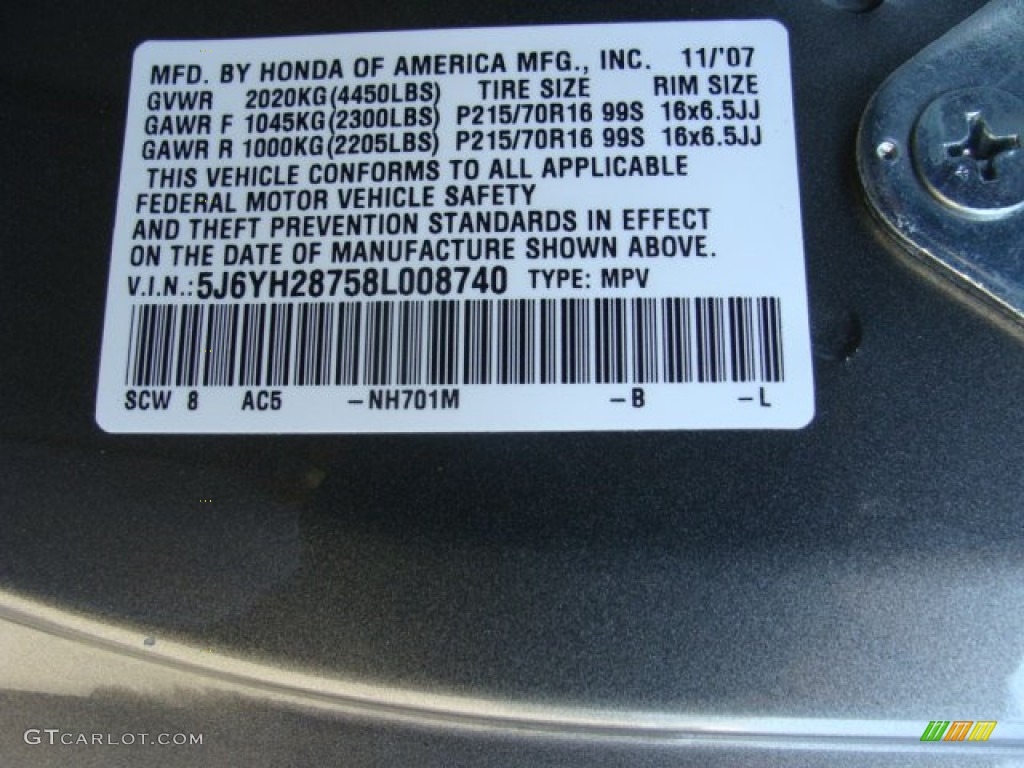 MFD. BY HONDA OF AMERICA MFG., INC. 11/'07
GVWR 2020KG(4450LBS) TIRE SIZE RIM SIZE
GAWR F 1045KG(2300LBS) P215/70R16 99S 16x6.5JJ
GAWR R 1000KG(2205LBS) P215/70R16 99S 16x6.5JJ
THIS VEHICLE CONFORMS TO ALL APPLICABLE
FEDERAL MOTOR VEHICLE SAFETY
AND THEFT PREVENTION STANDARDS IN EFFECT
ON THE DATE OF MANUFACTURE SHOWN ABOVE.
V.I.N.:5J6YH28758L008740 TYPE: MPV
SCW 8 AC5 -NH701M -B -L
GTCARLOT.COM